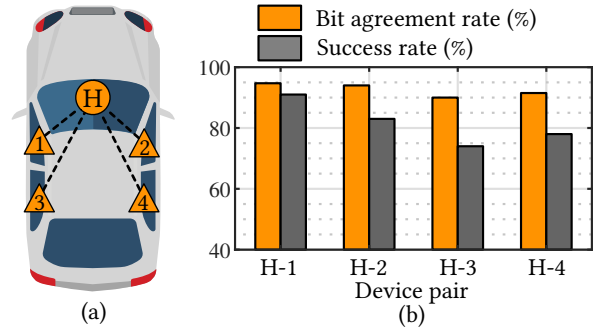 H
1
2
3
4
(a)
Bit agreement rate (%)
Success rate (%)
100
80
60
40
H-1 H-2 H-3 H-4
Device pair
(b)